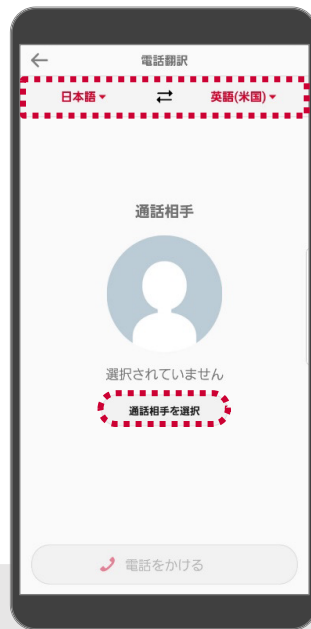 電話翻訳
日本語 英語(米国)
通話相手
選択されていません
通話相手を選択
電話をかける